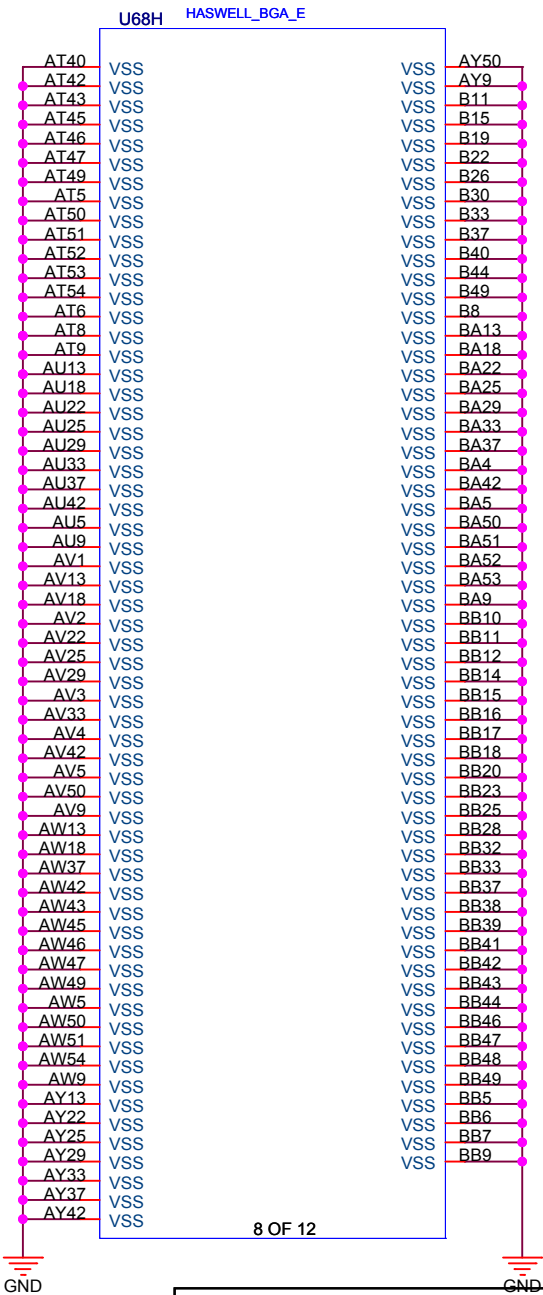 U68H HASWELL_BGA_E
AT40 VSS VSS AY50
AT42 VSS VSS AY9
AT43 VSS VSS B11
AT45 VSS VSS B15
AT46 VSS VSS B19
AT47 VSS VSS B22
AT49 VSS VSS B26
AT5 VSS VSS B30
AT50 VSS VSS B33
AT51 VSS VSS B37
AT52 VSS VSS B40
AT53 VSS VSS B44
AT54 VSS VSS B49
AT6 VSS VSS B8
AT8 VSS VSS BA13
AT9 VSS VSS BA18
AU13 VSS VSS BA22
AU18 VSS VSS BA25
AU22 VSS VSS BA29
AU25 VSS VSS BA33
AU29 VSS VSS BA37
AU33 VSS VSS BA4
AU37 VSS VSS BA42
AU42 VSS VSS BA5
AU5 VSS VSS BA50
AU9 VSS VSS BA51
AV1 VSS VSS BA52
AV13 VSS VSS BA53
AV18 VSS VSS BA9
AV2 VSS VSS BB10
AV22 VSS VSS BB11
AV25 VSS VSS BB12
AV29 VSS VSS BB14
AV3 VSS VSS BB15
AV33 VSS VSS BB16
AV4 VSS VSS BB17
AV42 VSS VSS BB18
AV5 VSS VSS BB20
AV50 VSS VSS BB23
AV9 VSS VSS BB25
AW13 VSS VSS BB28
AW18 VSS VSS BB32
AW37 VSS VSS BB33
AW42 VSS VSS BB37
AW43 VSS VSS BB38
AW45 VSS VSS BB39
AW46 VSS VSS BB41
AW47 VSS VSS BB42
AW49 VSS VSS BB43
AW5 VSS VSS BB44
AW50 VSS VSS BB46
AW51 VSS VSS BB47
AW54 VSS VSS BB48
AW9 VSS VSS BB49
AY13 VSS VSS BB5
AY22 VSS VSS BB6
AY25 VSS VSS BB7
AY29 VSS VSS BB9
AY33 VSS
AY37 VSS
AY42 VSS
8 OF 12
GND GND